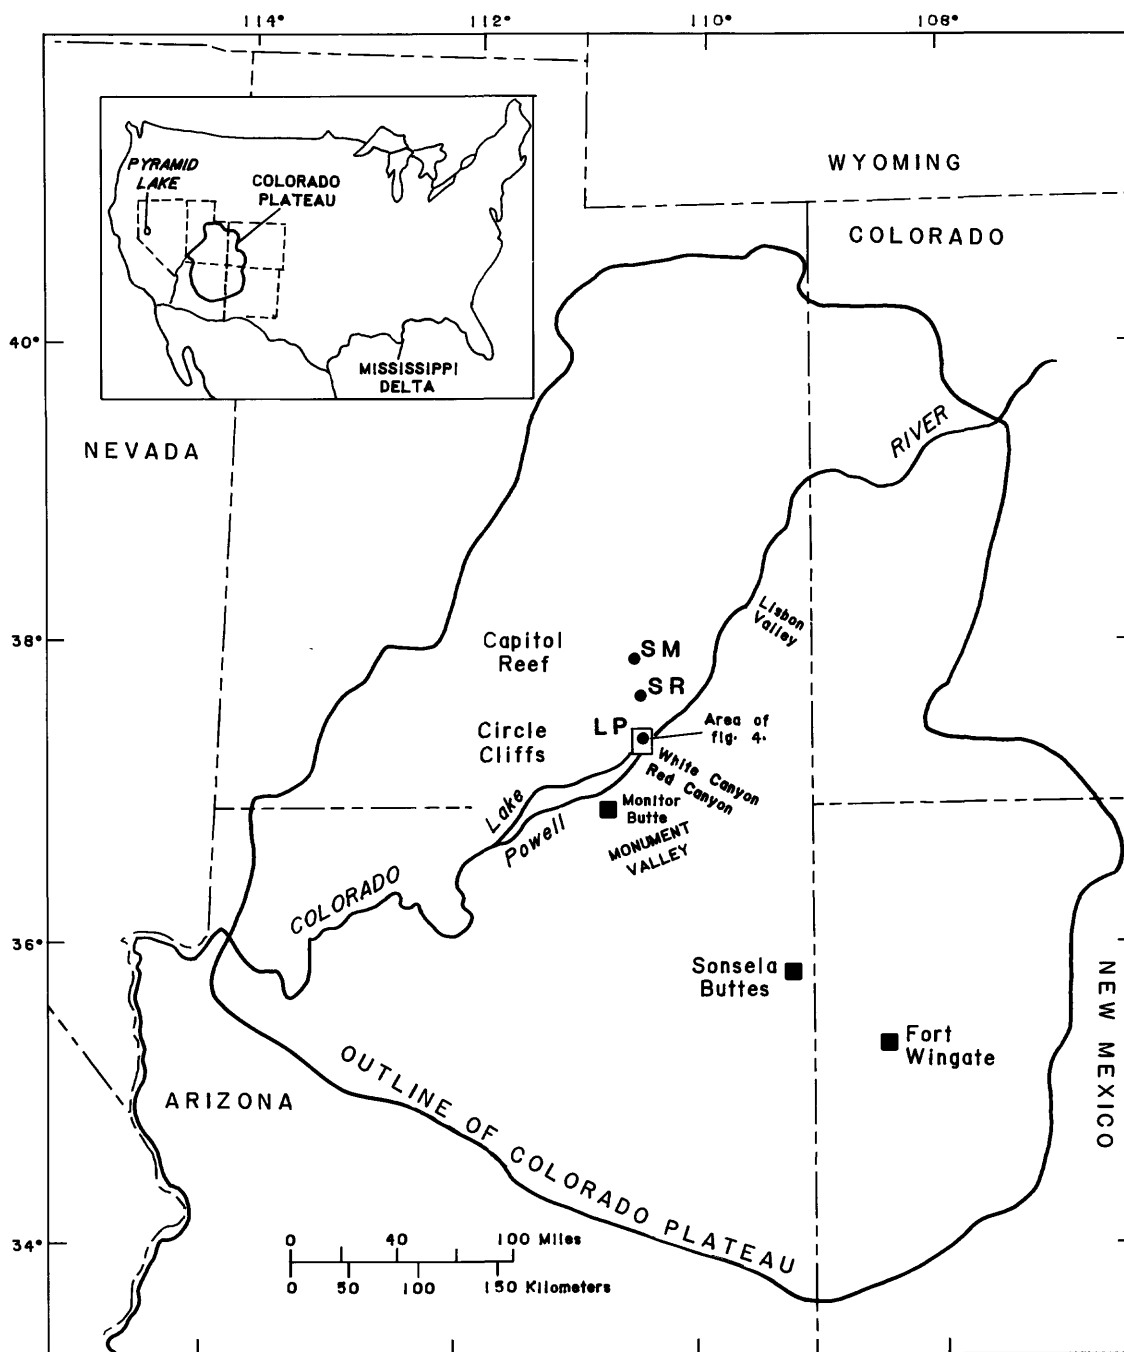 114° 112° 110° 108°
PYRAMID
LAKE
COLORADO
PLATEAU
MISSISSIPPI
DELTA
WYOMING
COLORADO
40°
NEVADA
RIVER
38°
Capitol
Reef
SM
SR
Lisbon
Valley
LP
Area of
fig. 4.
Circle
Cliffs
White Canyon
Red Canyon
Lake
Powell
Monitor
Butte
MONUMENT
VALLEY
COLORADO
36°
Sonsela
Buttes
Fort
Wingate
NEW MEXICO
ARIZONA
OUTLINE OF COLORADO PLATEAU
34°
0 40 100 Miles
0 50 100 150 Kilometers